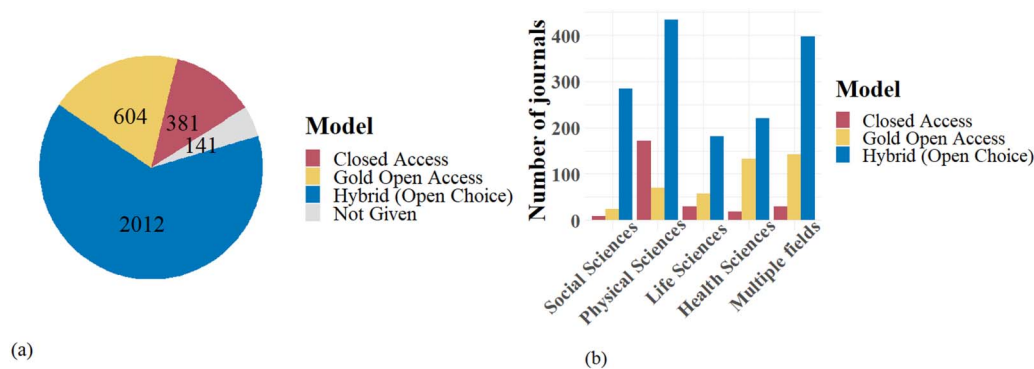 604
381
141
2012
Model
Closed Access
Gold Open Access
Hybrid (Open Choice)
Not Given
(a)
Number of journals
400
300
200
100
0
Social Sciences
Physical Sciences
Life Sciences
Health Sciences
Multiple fields
Model
Closed Access
Gold Open Access
Hybrid (Open Choice)
(b)